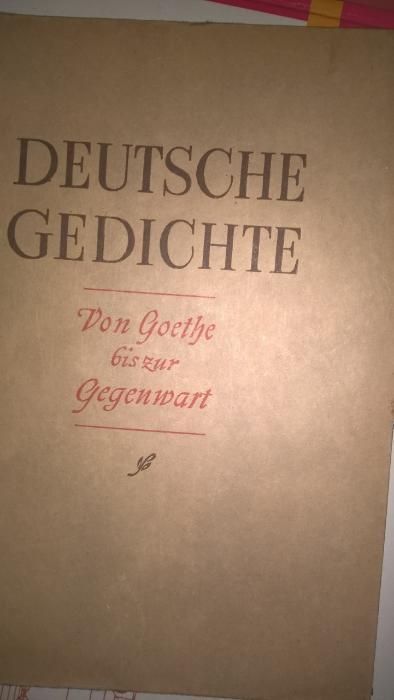 DEUTSCHE
GEDICHTE
Von Goethe
bis zur
Gegenwart